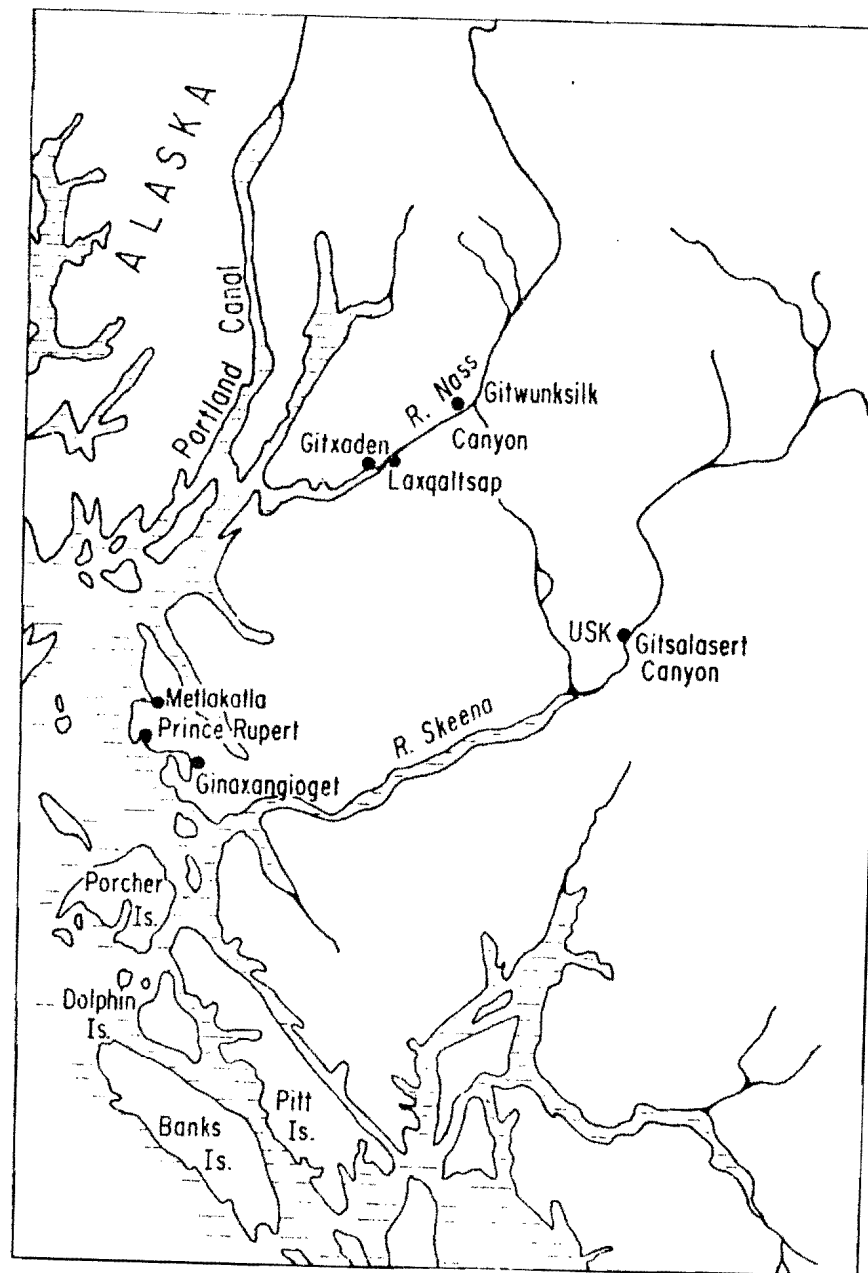 ALASKA
Portland Canal
R. Nass
Gitwunksilk
Canyon
Gitxaden
Laxqaltsap
USK
Gitsalasert
Canyon
Metlakatla
Prince Rupert
R. Skeena
Ginaxangioget
Porcher
Is.
Dolphin
Is.
Pitt
Is.
Banks
Is.